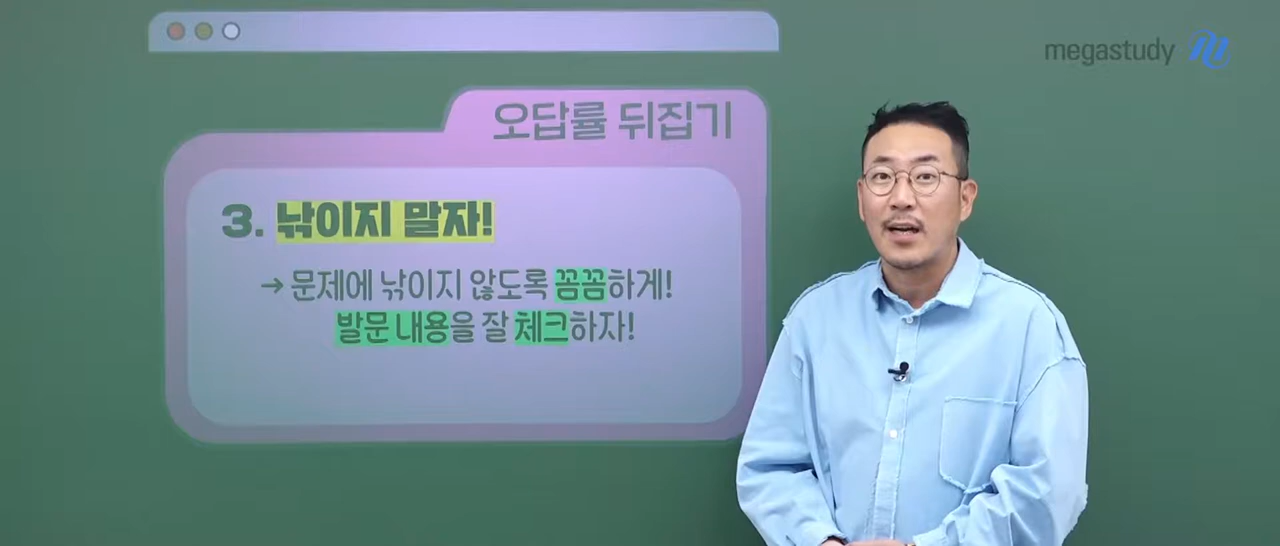 megastudy
오답률 뒤집기
3. 낚이지 말자!
→ 문제에 낚이지 않도록 꼼꼼하게!
발문 내용을 잘 체크하자!